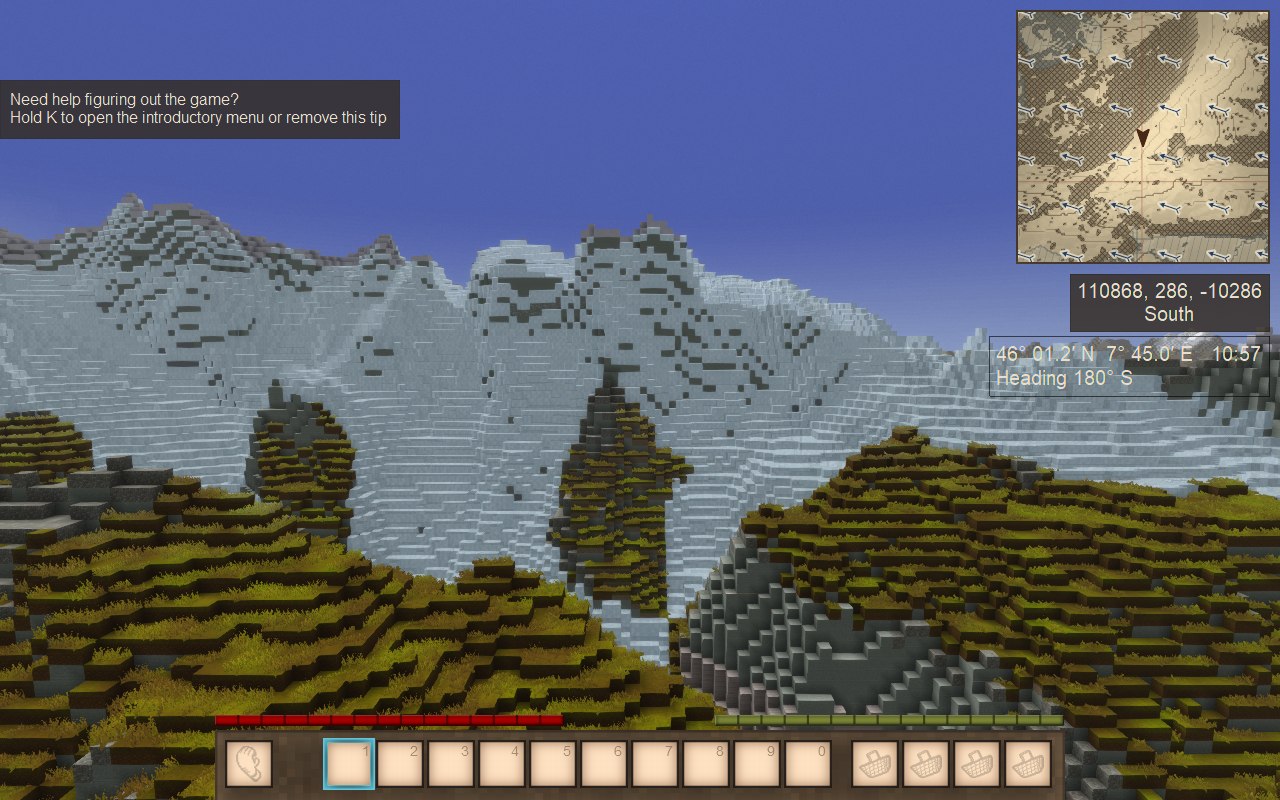 Need help figuring out the game?
Hold K to open the introductory menu or remove this tip
110868, 286, -10286
South
46° 01.2' N 7° 45.0' E 10:57
Heading 180° S
1 2 3 4 5 6 7 8 9 0